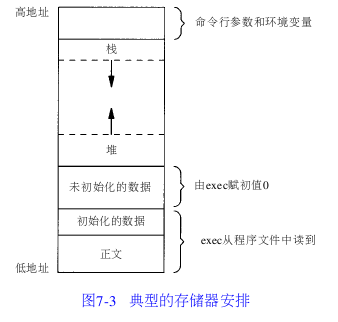 高地址
命令行参数和环境变量
栈
堆
未初始化的数据
由exec赋初值0
初始化的数据
exec从程序文件中读到
正文
低地址
图7-3 典型的存储器安排